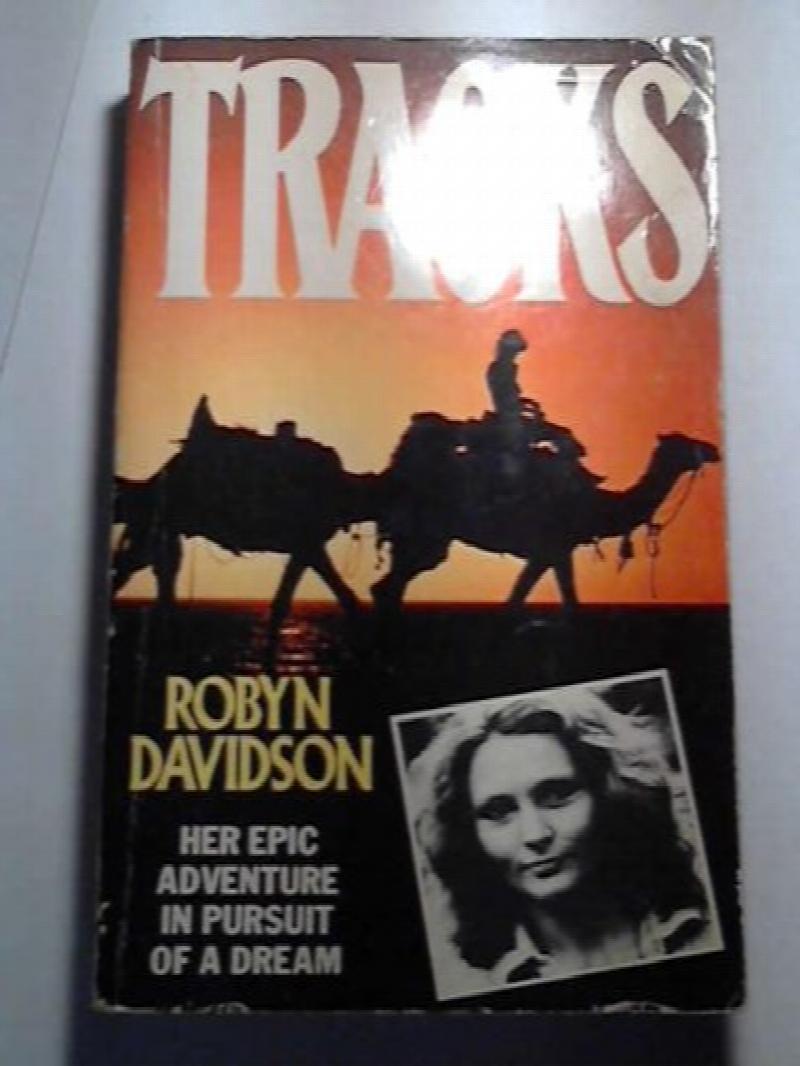 TRACKS
ROBYN
DAVIDSON
HER EPIC
ADVENTURE
IN PURSUIT
OF A DREAM